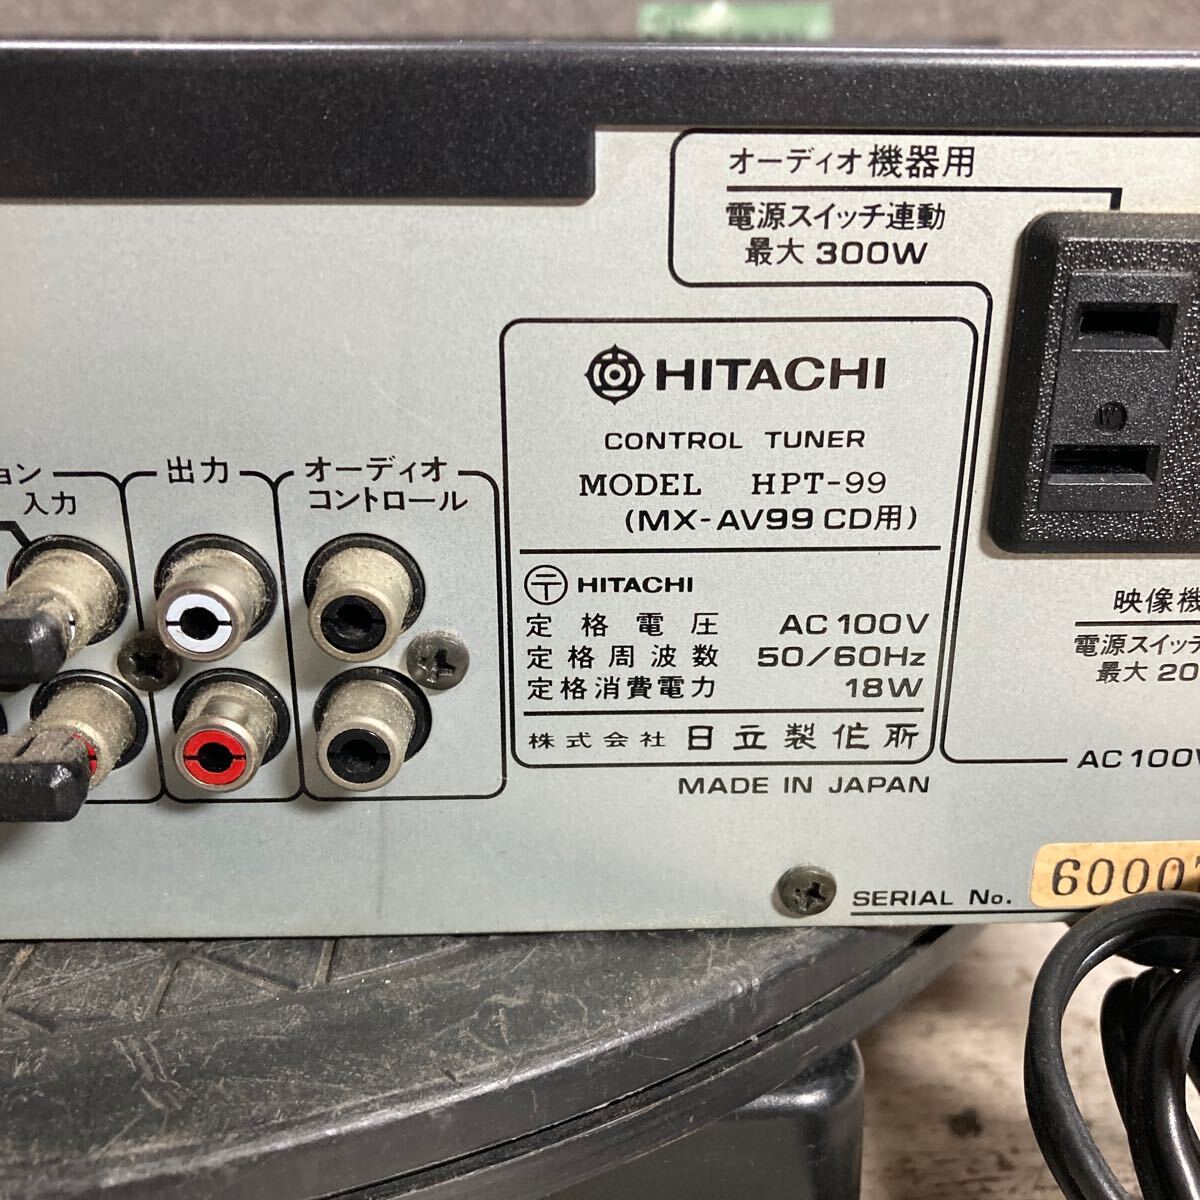 オーディオ機器用
電源スイッチ連動
最大 300W
HITACHI
CONTROL TUNER
MODEL HPT-99
(MX-AV99 CD用)
HITACHI
定格電圧 AC100V
定格周波数 50/60Hz
定格消費電力 18W
株式会社 日立製作所
MADE IN JAPAN
ョン
入力
出力
オーディオ
コントロール
映像機
電源スイッチ
最大 20
AC100V
SERIAL No.
6000